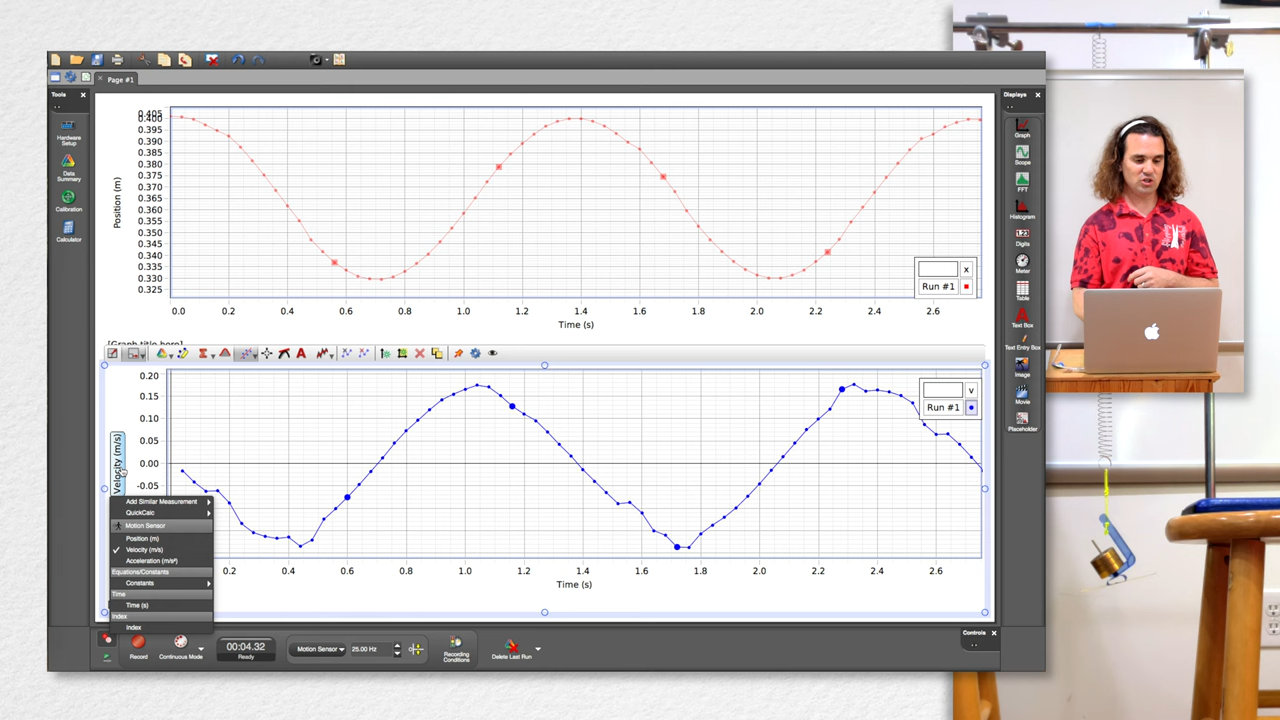 Page #1
Tools
Displays
Hardware
Setup
Data
Summary
Calibration
Calculator
Position (m)
0.405
0.400
0.395
0.390
0.385
0.380
0.375
0.370
0.365
0.360
0.355
0.350
0.345
0.340
0.335
0.330
0.325
x
Run #1
0.0 0.2 0.4 0.6 0.8 1.0 1.2 1.4 1.6 1.8 2.0 2.2 2.4 2.6
Time (s)
[Graph title here]
Velocity (m/s)
0.20
0.15
0.10
0.05
0.00
-0.05
v
Run #1
0.2 0.4 0.6 0.8 1.0 1.2 1.4 1.6 1.8 2.0 2.2 2.4 2.6
Time (s)
Add Similar Measurement
QuickCalc
Motion Sensor
Position (m)
Velocity (m/s)
Acceleration (m/s²)
Equations/Constants
Constants
Time
Time (s)
Index
Index
Graph
Scope
FFT
Histogram
1.23
Digits
Meter
Table
Text Box
Text Entry Box
Image
Movie
Placeholder
Record
Continuous Mode
00:04.32
Ready
Motion Sensor
25.00 Hz
Recording
Conditions
Delete Last Run
Controls